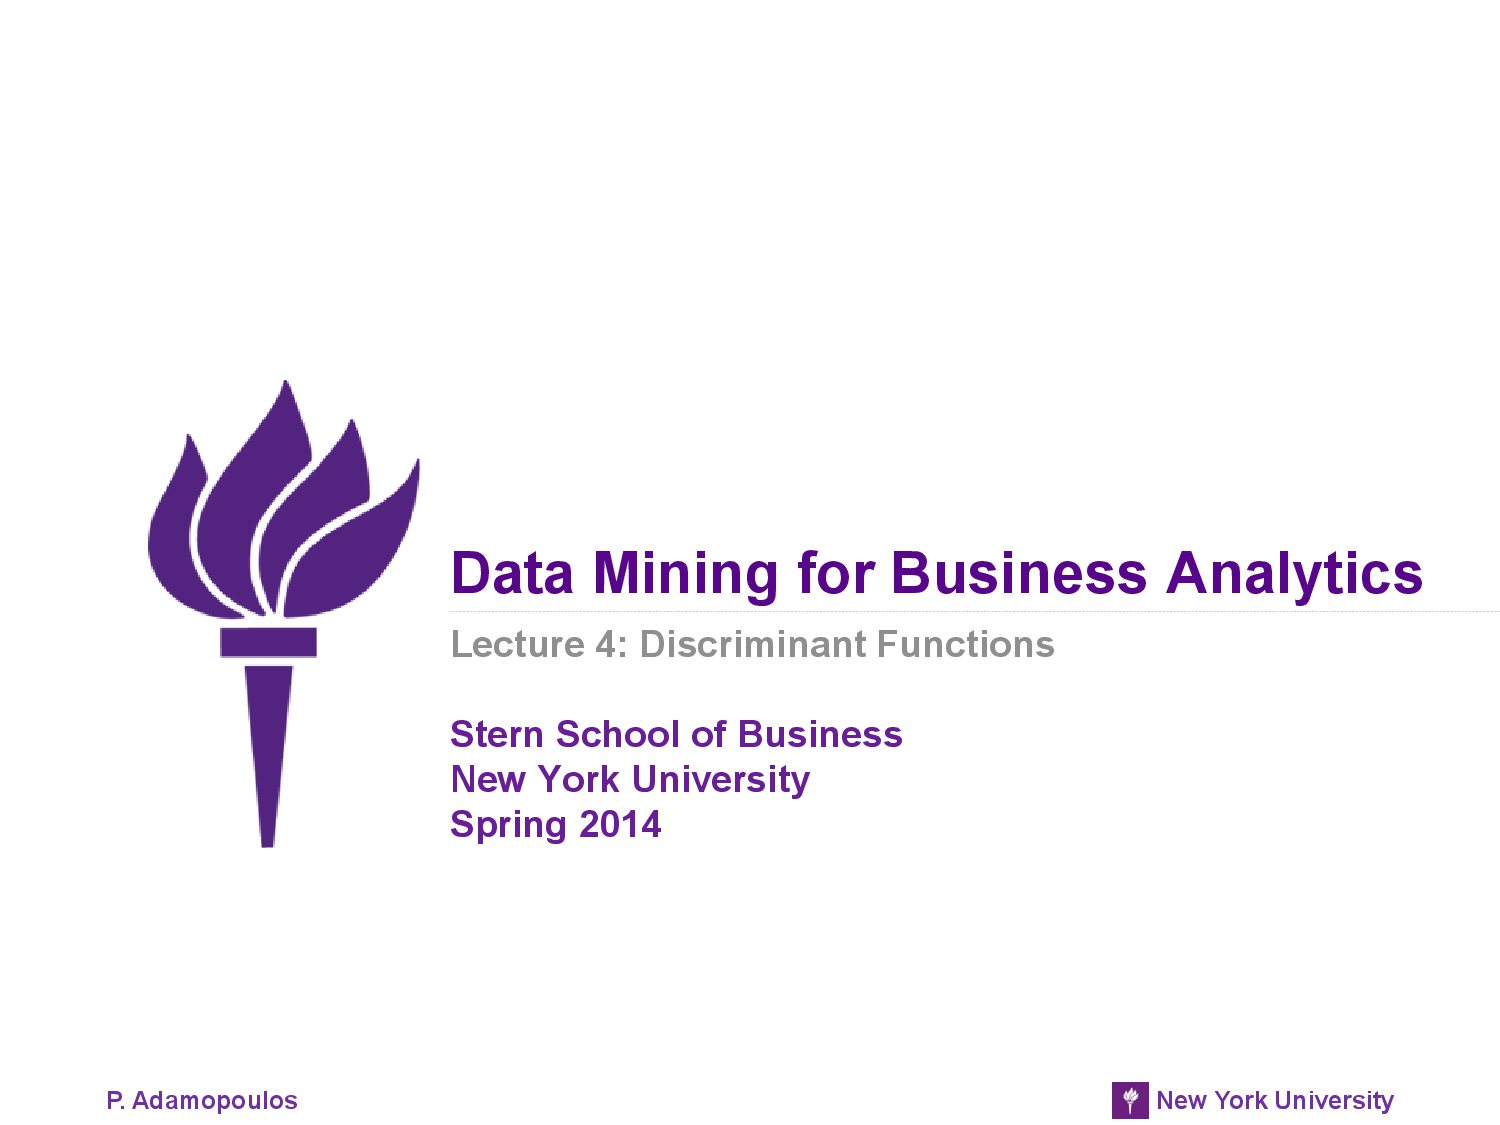 Data Mining for Business Analytics
Lecture 4: Discriminant Functions
Stern School of Business
New York University
Spring 2014
P. Adamopoulos
New York University